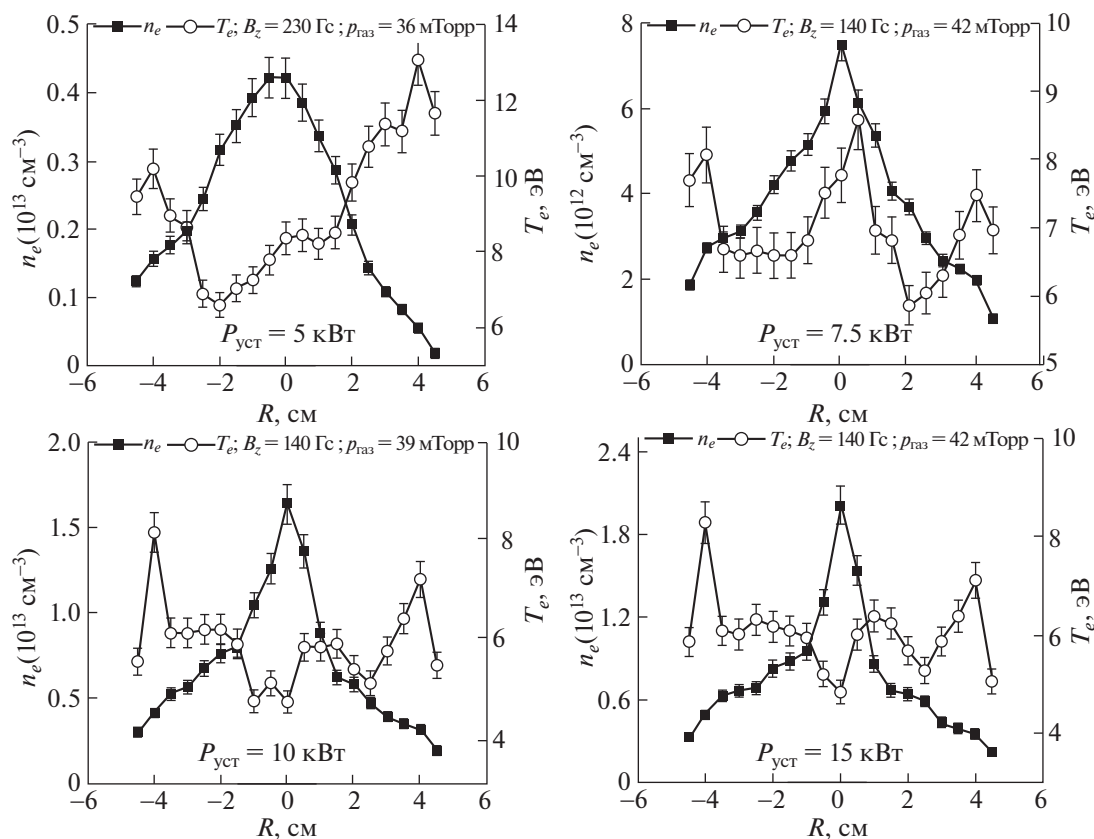 n_e T_e; B_z = 230 Гс; p_газ = 36 мТорр
0.5
0.4
0.3
0.2
0.1
0
14
12
10
8
6
n_e(10^13 см^−3)
T_e, эВ
P_уст = 5 кВт
−6 −4 −2 0 2 4 6
R, см
n_e T_e; B_z = 140 Гс; p_газ = 42 мТорр
8
6
4
2
0
10
9
8
7
6
5
n_e(10^12 см^−3)
T_e, эВ
P_уст = 7.5 кВт
−6 −4 −2 0 2 4 6
R, см
n_e T_e; B_z = 140 Гс; p_газ = 39 мТорр
2.0
1.5
1.0
0.5
0
10
8
6
4
n_e(10^13 см^−3)
T_e, эВ
P_уст = 10 кВт
−6 −4 −2 0 2 4 6
R, см
n_e T_e; B_z = 140 Гс; p_газ = 42 мТорр
2.4
1.8
1.2
0.6
0
10
8
6
4
n_e(10^13 см^−3)
T_e, эВ
P_уст = 15 кВт
−6 −4 −2 0 2 4 6
R, см